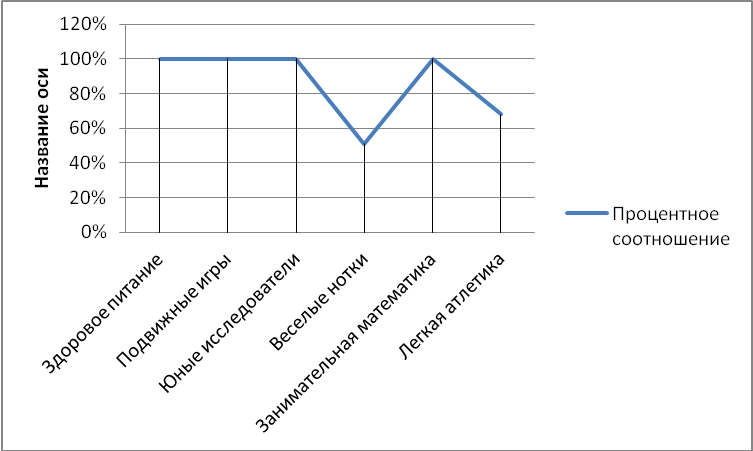 120%
100%
80%
60%
40%
20%
0%
Название оси
Здоровое питание
Подвижные игры
Юные исследователи
Веселые нотки
Занимательная математика
Легкая атлетика
Процентное
соотношение